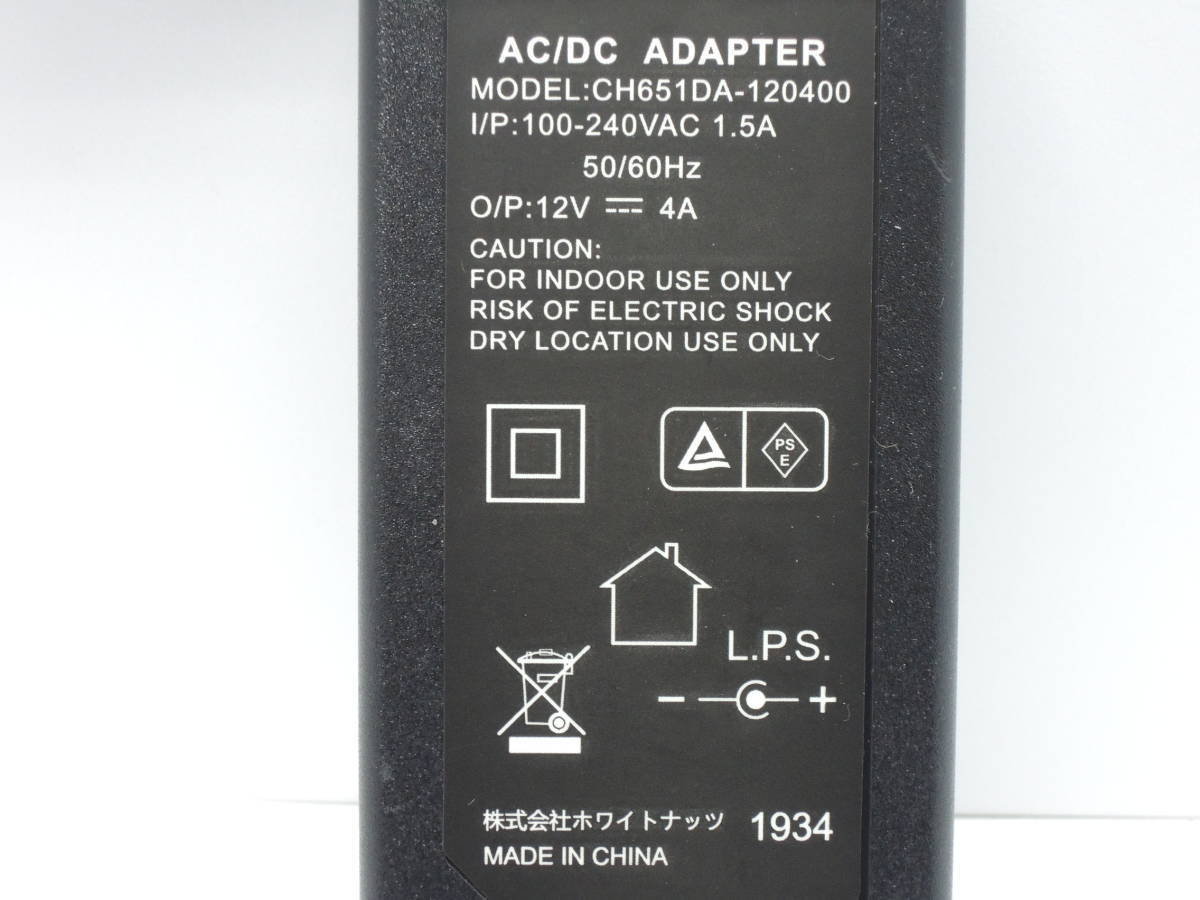 AC/DC ADAPTER
MODEL:CH651DA-120400
I/P:100-240VAC 1.5A
50/60Hz
O/P:12V ⎓ 4A
CAUTION:
FOR INDOOR USE ONLY
RISK OF ELECTRIC SHOCK
DRY LOCATION USE ONLY
PS
E
L.P.S.
- +
株式会社ホワイトナッツ 1934
MADE IN CHINA